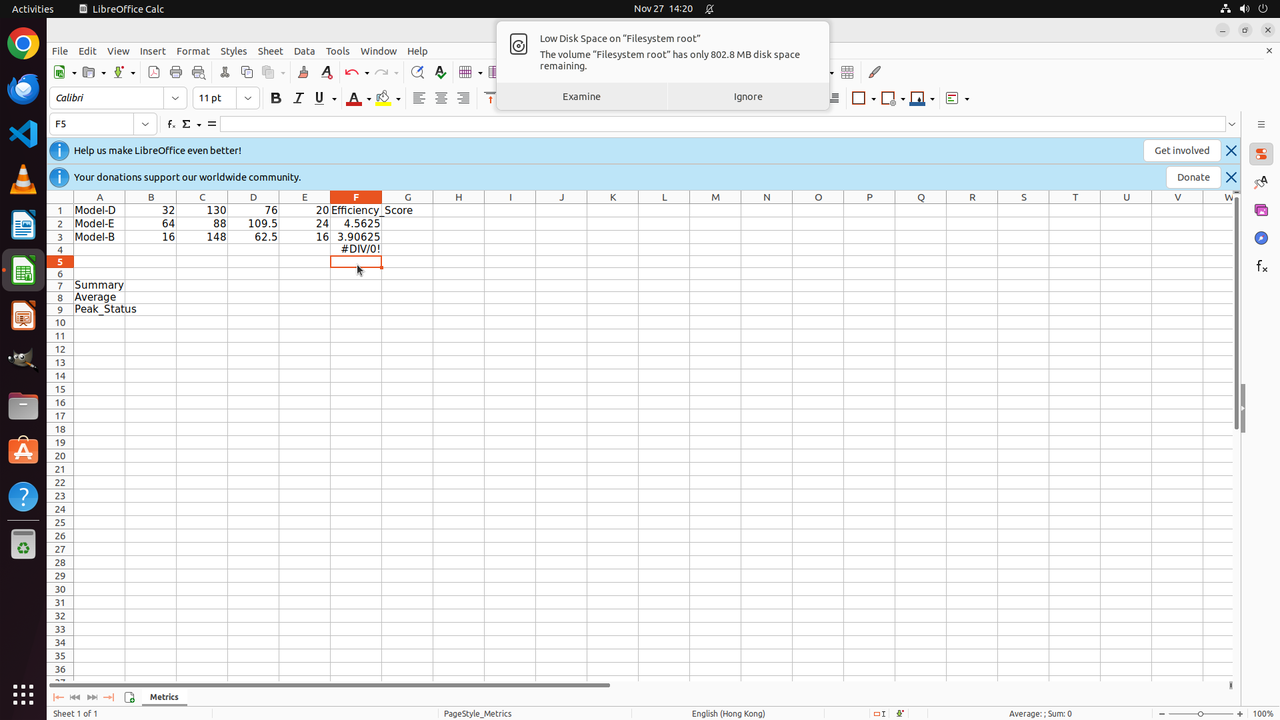 Activities
LibreOffice Calc
Nov 27 14:20
Low Disk Space on “Filesystem root”
The volume “Filesystem root” has only 802.8 MB disk space
remaining.
Examine
Ignore
File Edit View Insert Format Styles Sheet Data Tools Window Help
Calibri
11 pt
F5
Help us make LibreOffice even better!
Get involved
Your donations support our worldwide community.
Donate
A B C D E F G H I J K L M N O P Q R S T U V W
1 Model-D 32 130 76 20 Efficiency_Score
2 Model-E 64 88 109.5 24 4.5625
3 Model-B 16 148 62.5 16 3.90625
4 #DIV/0!
5
6
7 Summary
8 Average
9 Peak_Status
10
11
12
13
14
15
16
17
18
19
20
21
22
23
24
25
26
27
28
29
30
31
32
33
34
35
36
Metrics
Sheet 1 of 1
PageStyle_Metrics
English (Hong Kong)
Average: ; Sum: 0
100%